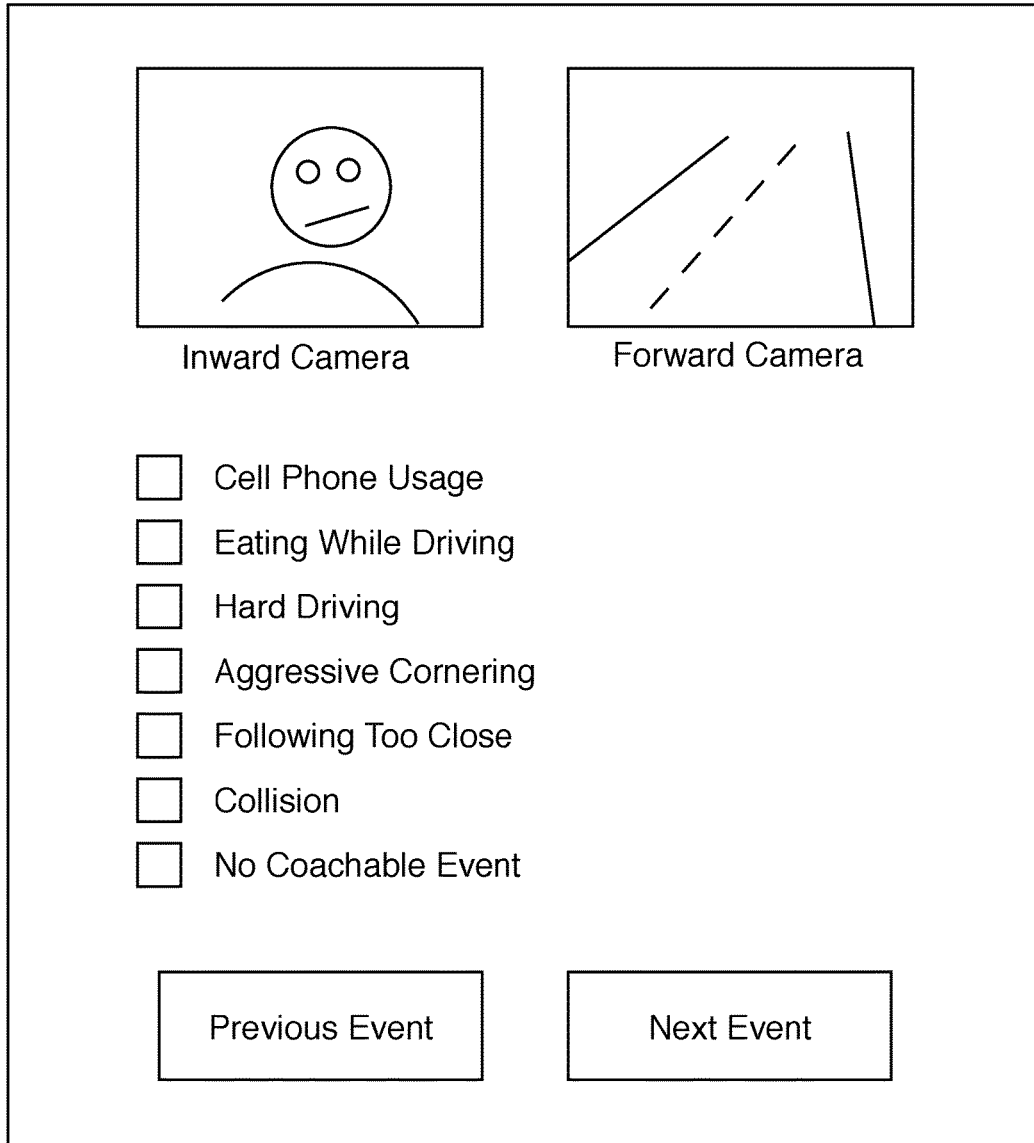 Inward Camera
Forward Camera
Cell Phone Usage
Eating While Driving
Hard Driving
Aggressive Cornering
Following Too Close
Collision
No Coachable Event
Previous Event
Next Event